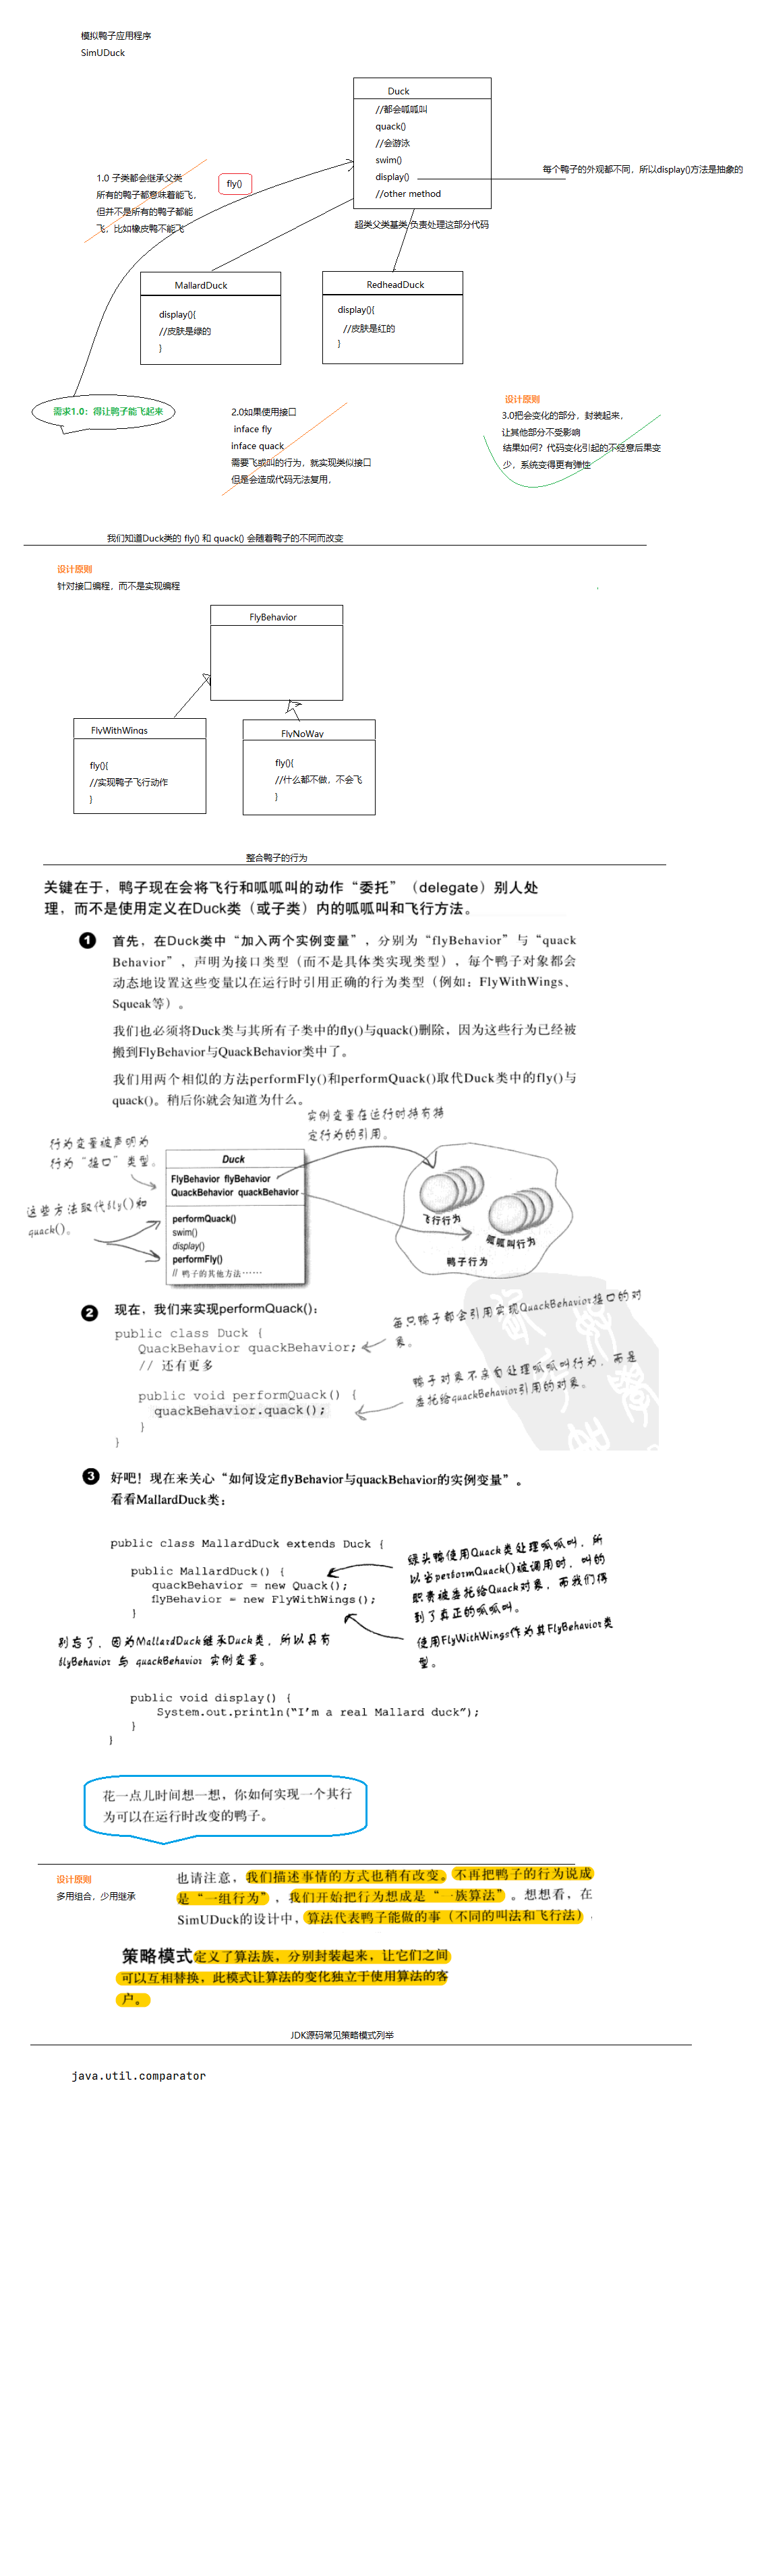 模拟鸭子应用程序
SimUDuck
Duck
//都会呱呱叫
quack()
//会游泳
swim()
display()
//other method
每个鸭子的外观都不同，所以display()方法是抽象的
1.0 子类都会继承父类
所有的鸭子都意味着能飞，
但并不是所有的鸭子都能
飞，比如橡皮鸭不能飞
fly()
超类父类基类 负责处理这部分代码
MallardDuck
display(){
//皮肤是绿的
}
RedheadDuck
display(){
//皮肤是红的
}
需求1.0：得让鸭子能飞起来
2.0如果使用接口
inface fly
inface quack
需要飞或叫的行为，就实现类似接口
但是会造成代码无法复用，
设计原则
3.0把会变化的部分，封装起来，
让其他部分不受影响
结果如何？代码变化引起的不经意后果变
少，系统变得更有弹性
我们知道Duck类的 fly() 和 quack() 会随着鸭子的不同而改变
设计原则
针对接口编程，而不是实现编程
FlyBehavior
FlyWithWings
fly(){
//实现鸭子飞行动作
}
FlyNoWay
fly(){
//什么都不做，不会飞
}
整合鸭子的行为
关键在于，鸭子现在会将飞行和呱呱叫的动作“委托”（delegate）别人处
理，而不是使用定义在Duck类（或子类）内的呱呱叫和飞行方法。
1 首先，在Duck类中“加入两个实例变量”，分别为“flyBehavior”与“quack
Behavior”，声明为接口类型（而不是具体类实现类型），每个鸭子对象都会
动态地设置这些变量以在运行时引用正确的行为类型（例如：FlyWithWings、
Squeak等）。
我们也必须将Duck类与其所有子类中的fly()与quack()删除，因为这些行为已经被
搬到FlyBehavior与QuackBehavior类中了。
我们用两个相似的方法performFly()和performQuack()取代Duck类中的fly()与
quack()。稍后你就会知道为什么。
实例变量在运行时持有特
定行为的引用。
行为变量被声明为
行为“接口”类型。
这些方法取代fly()和
quack()。
Duck
FlyBehavior flyBehavior
QuackBehavior quackBehavior
performQuack()
swim()
display()
performFly()
// 鸭子的其他方法……
飞行行为
呱呱叫行为
鸭子行为
2 现在，我们来实现performQuack()：
public class Duck {
QuackBehavior quackBehavior;
// 还有更多
public void performQuack() {
quackBehavior.quack();
}
}
每只鸭子都会引用实现QuackBehavior接口的对
象。
鸭子对象不亲自处理呱呱叫行为，而是
委托给quackBehavior引用的对象。
3 好吧！现在来关心“如何设定flyBehavior与quackBehavior的实例变量”。
看看MallardDuck类：
public class MallardDuck extends Duck {
public MallardDuck() {
quackBehavior = new Quack();
flyBehavior = new FlyWithWings();
}
绿头鸭使用Quack类处理呱呱叫，所
以当performQuack()被调用时，叫的
职责被委托给Quack对象，而我们得
到了真正的呱呱叫。
使用FlyWithWings作为其FlyBehavior类
型。
别忘了，因为MallardDuck继承Duck类，所以具有
flyBehavior 与 quackBehavior 实例变量。
public void display() {
System.out.println(“I’m a real Mallard duck”);
}
}
花一点儿时间想一想，你如何实现一个其行
为可以在运行时改变的鸭子。
设计原则
多用组合，少用继承
也请注意，我们描述事情的方式也稍有改变。不再把鸭子的行为说成
是“一组行为”，我们开始把行为想成是“一族算法”。想想看，在
SimUDuck的设计中，算法代表鸭子能做的事（不同的叫法和飞行法），
策略模式定义了算法族，分别封装起来，让它们之间
可以互相替换，此模式让算法的变化独立于使用算法的客
户。
JDK源码常见策略模式列举
java.util.comparator